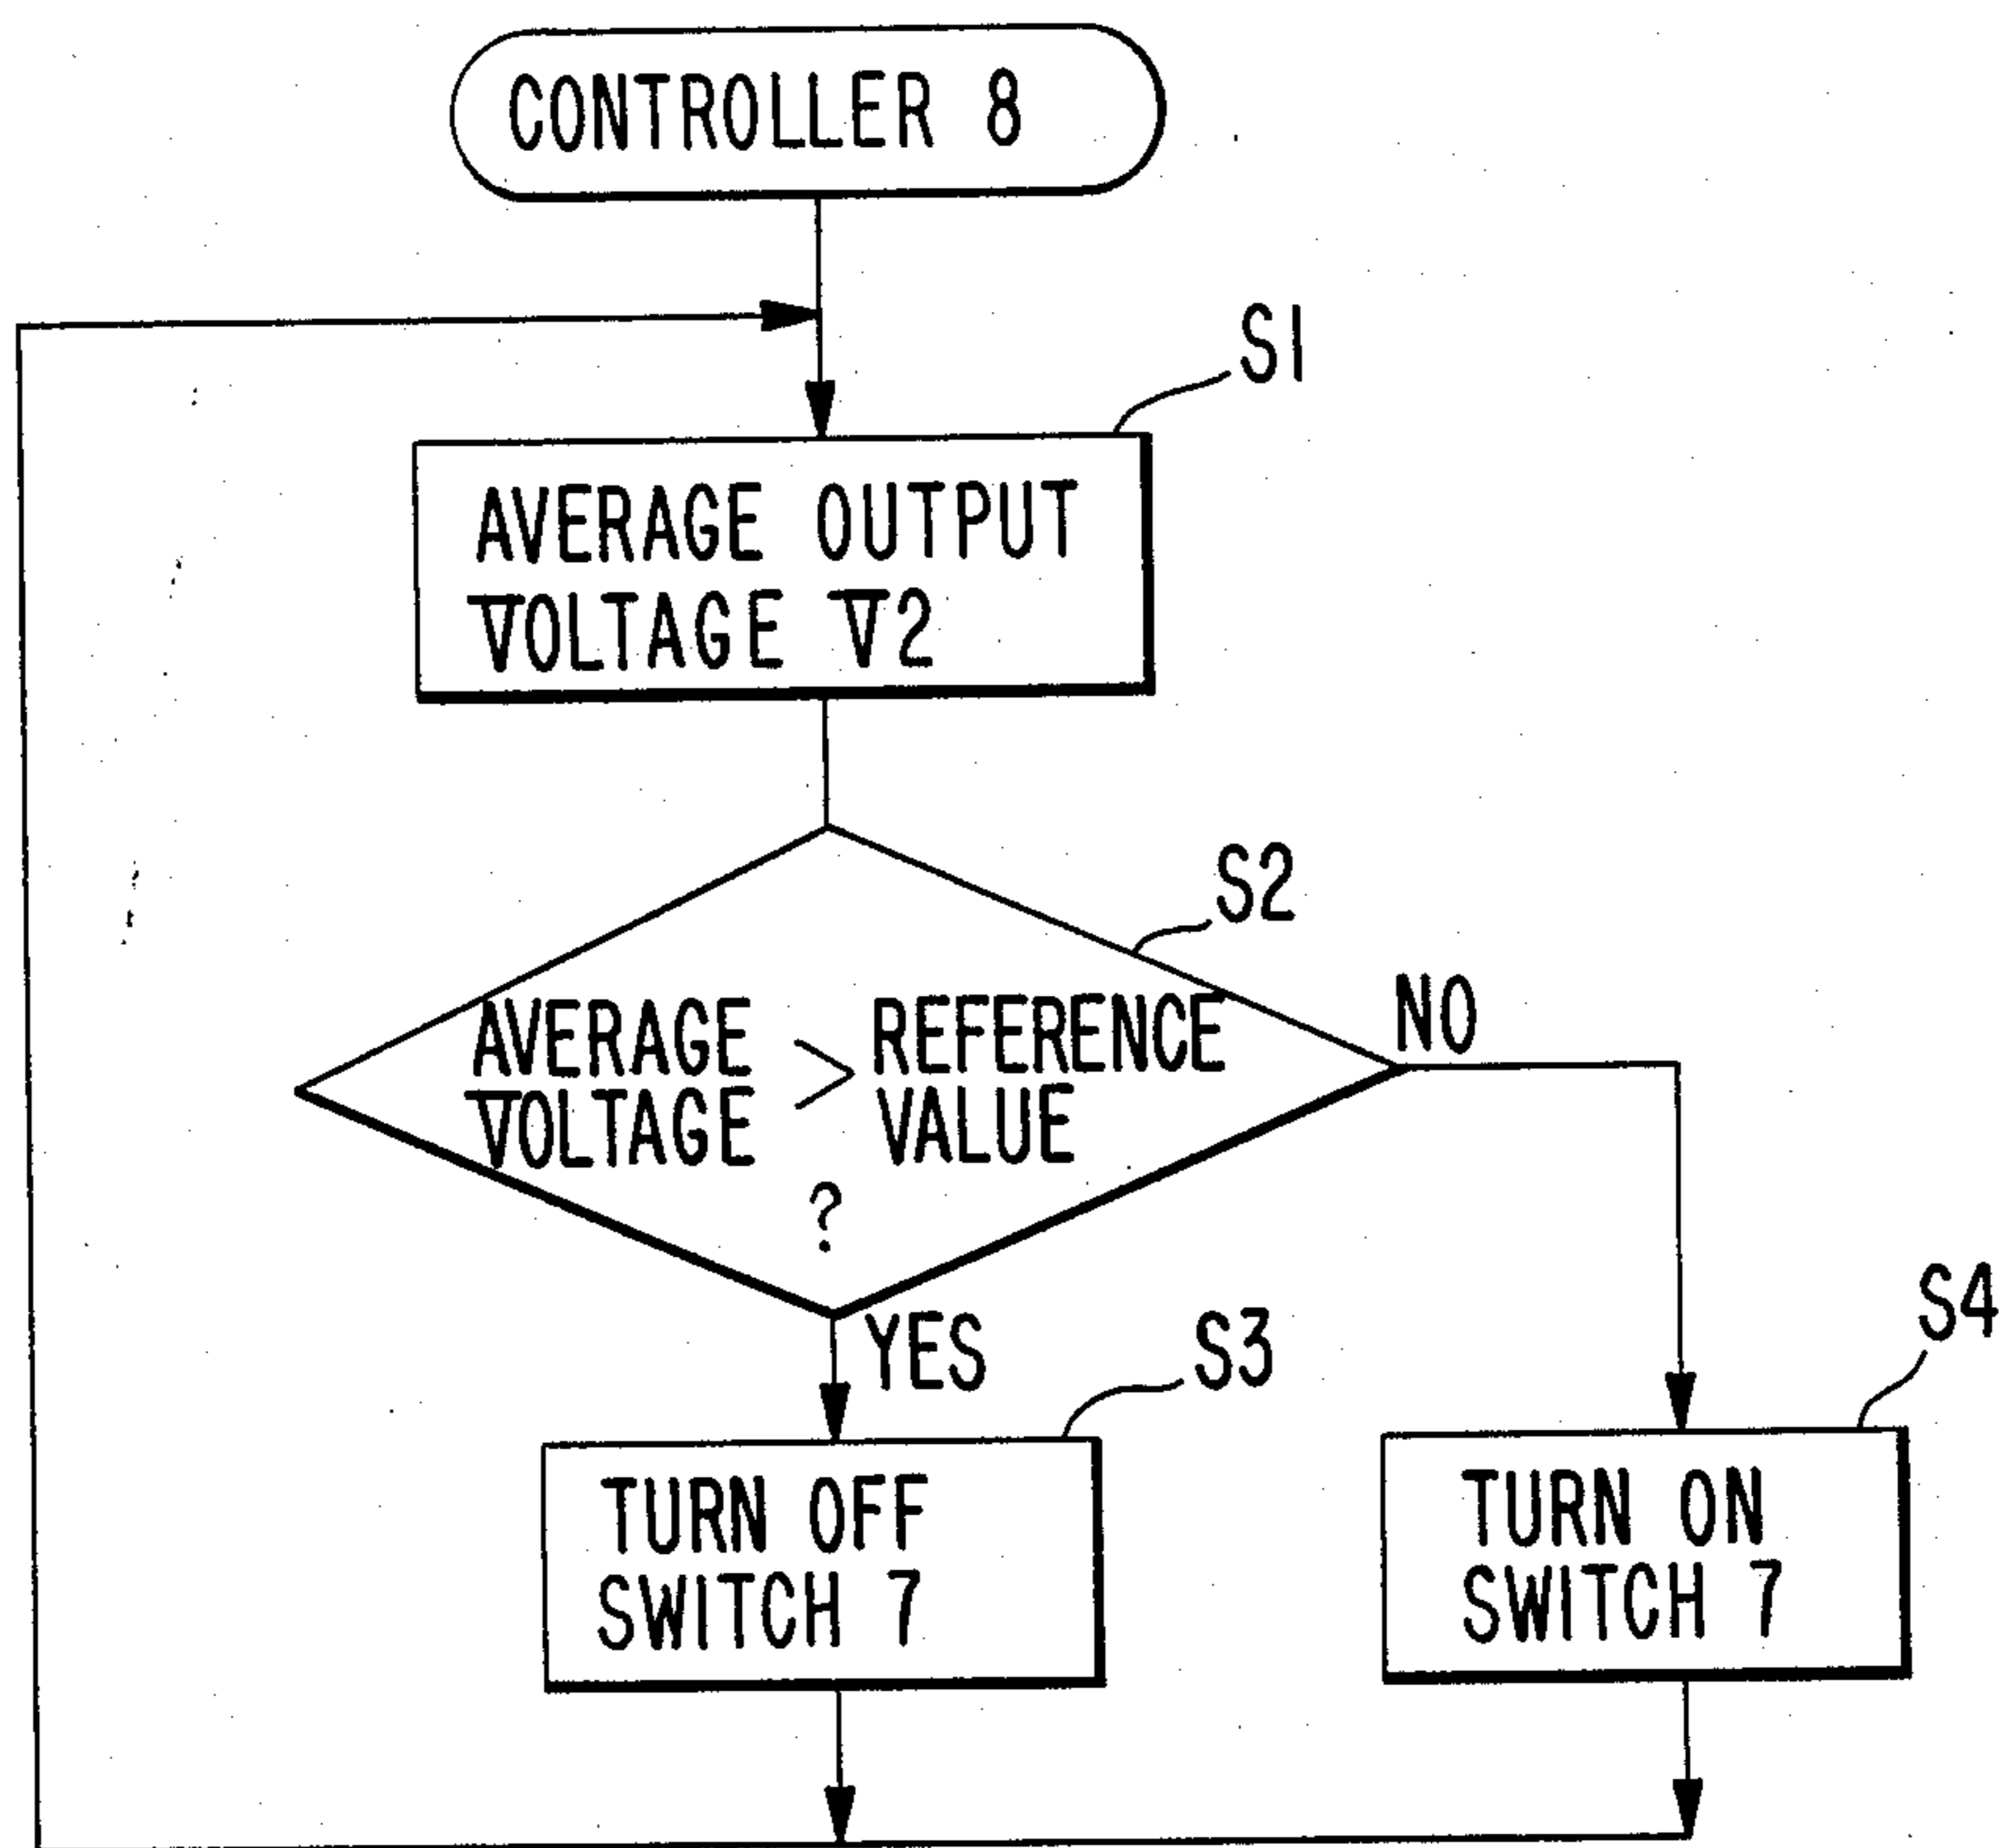 CONTROLLER 8
S1
AVERAGE OUTPUT
VOLTAGE V2
S2
AVERAGE > REFERENCE
VOLTAGE VALUE
?
NO
YES
S3
S4
TURN OFF
SWITCH 7
TURN ON
SWITCH 7